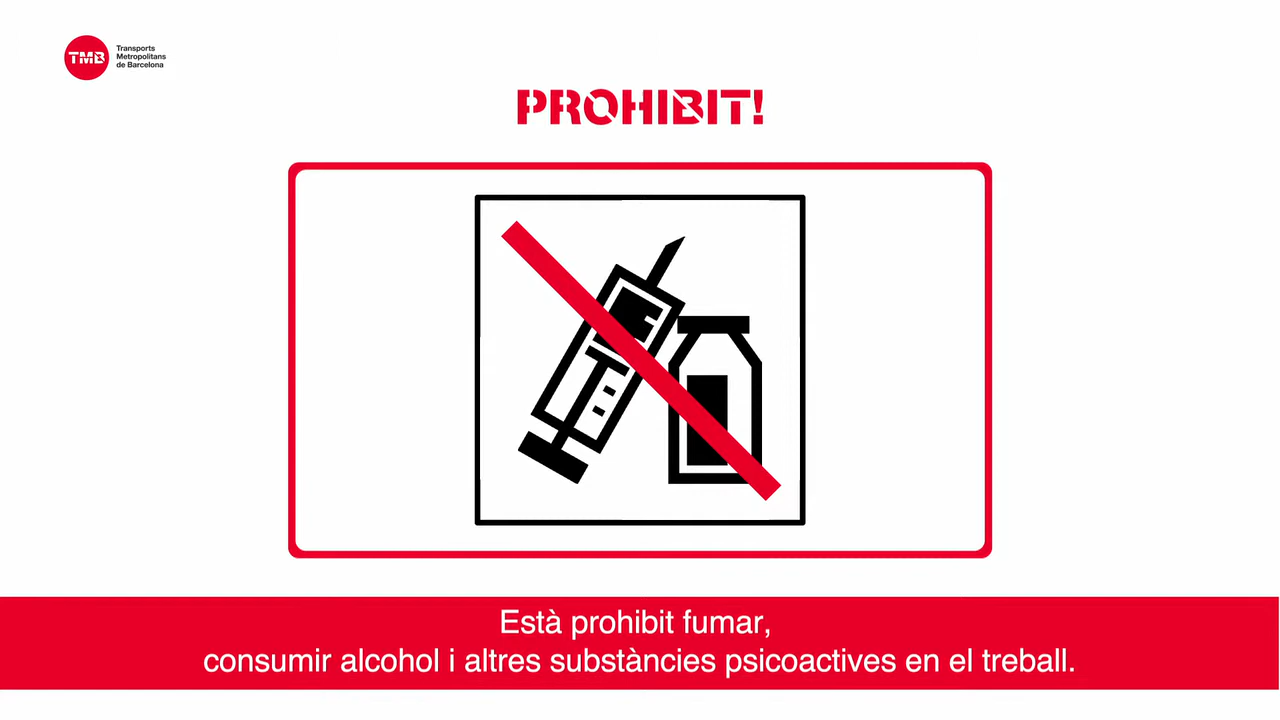 TMB
Transports
Metropolitans
de Barcelona
PROHIBIT!
Està prohibit fumar,
consumir alcohol i altres substàncies psicoactives en el treball.